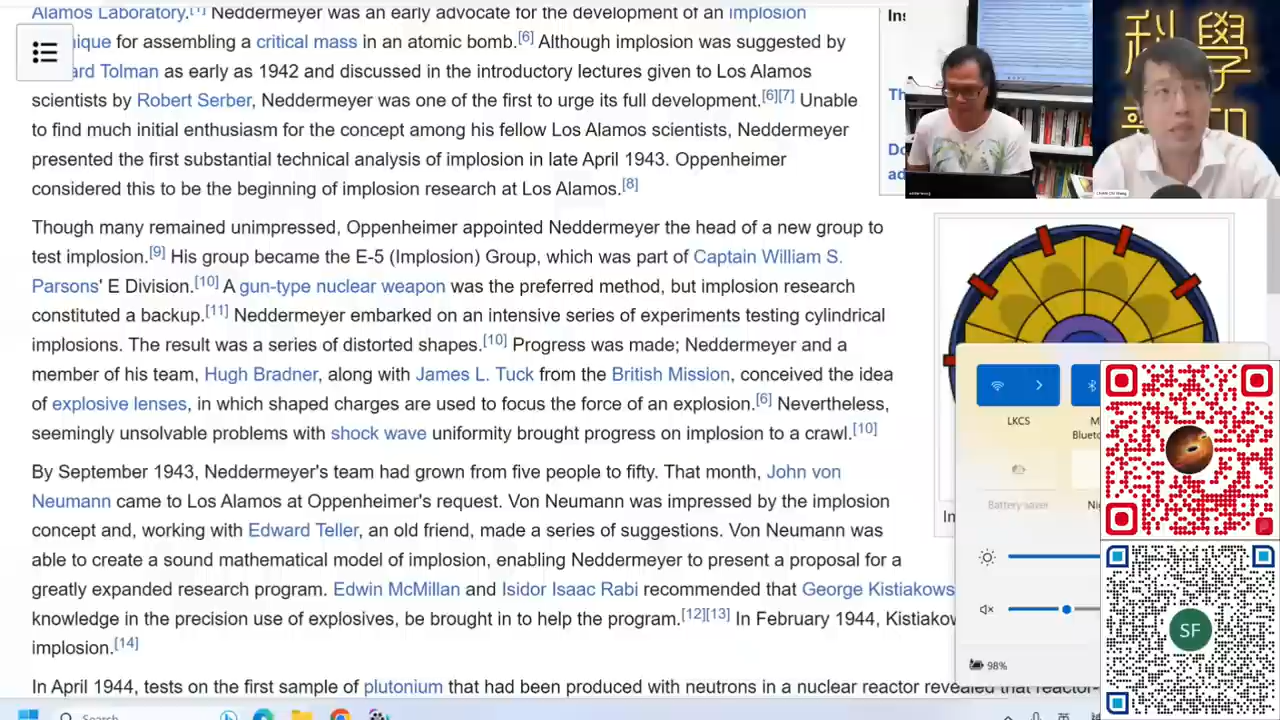 Alamos Laboratory.[1] Neddermeyer was an early advocate for the development of an implosion
nique for assembling a critical mass in an atomic bomb.[6] Although implosion was suggested by
ard Tolman as early as 1942 and discussed in the introductory lectures given to Los Alamos
scientists by Robert Serber, Neddermeyer was one of the first to urge its full development.[6][7] Unable
to find much initial enthusiasm for the concept among his fellow Los Alamos scientists, Neddermeyer
presented the first substantial technical analysis of implosion in late April 1943. Oppenheimer
considered this to be the beginning of implosion research at Los Alamos.[8]
Though many remained unimpressed, Oppenheimer appointed Neddermeyer the head of a new group to
test implosion.[9] His group became the E-5 (Implosion) Group, which was part of Captain William S.
Parsons' E Division.[10] A gun-type nuclear weapon was the preferred method, but implosion research
constituted a backup.[11] Neddermeyer embarked on an intensive series of experiments testing cylindrical
implosions. The result was a series of distorted shapes.[10] Progress was made; Neddermeyer and a
member of his team, Hugh Bradner, along with James L. Tuck from the British Mission, conceived the idea
of explosive lenses, in which shaped charges are used to focus the force of an explosion.[6] Nevertheless,
seemingly unsolvable problems with shock wave uniformity brought progress on implosion to a crawl.[10]
By September 1943, Neddermeyer's team had grown from five people to fifty. That month, John von
Neumann came to Los Alamos at Oppenheimer's Von Neumann was impressed by the implosion
concept and, working with Edward Teller, an old friend, made a series of suggestions. Von Neumann was
able to create a sound mathematical model of implosion, enabling Neddermeyer to present a proposal for a
greatly expanded research program. Edwin McMillan and Isidor Isaac Rabi recommended that George Kistiakows
knowledge in the precision use of explosives, be brought in to help the program.[12][13] In February 1944, Kistiakow
implosion.[14]
In April 1944, tests on the first sample of plutonium that had been produced with neutrons in a nuclear reactor revealed that reactor-
Ins
Th
Do
ad
科學
In
LKCS
Bluetoo
Battery saver
Nig
98%
SF
Search
英